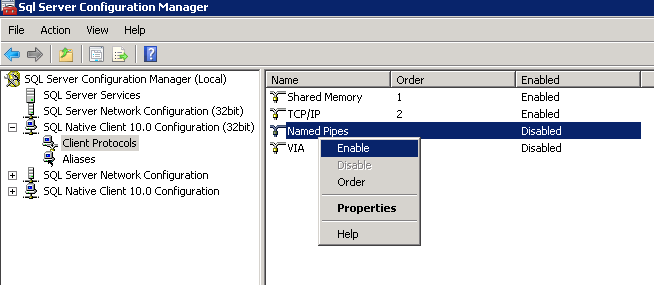 Sql Server Configuration Manager
File Action View Help
SQL Server Configuration Manager (Local)
SQL Server Services
SQL Server Network Configuration (32bit)
SQL Native Client 10.0 Configuration (32bit)
Client Protocols
Aliases
SQL Server Network Configuration
SQL Native Client 10.0 Configuration
Name Order Enabled
Shared Memory 1 Enabled
TCP/IP 2 Enabled
Named Pipes Disabled
VIA Disabled
Enable
Disable
Order
Properties
Help